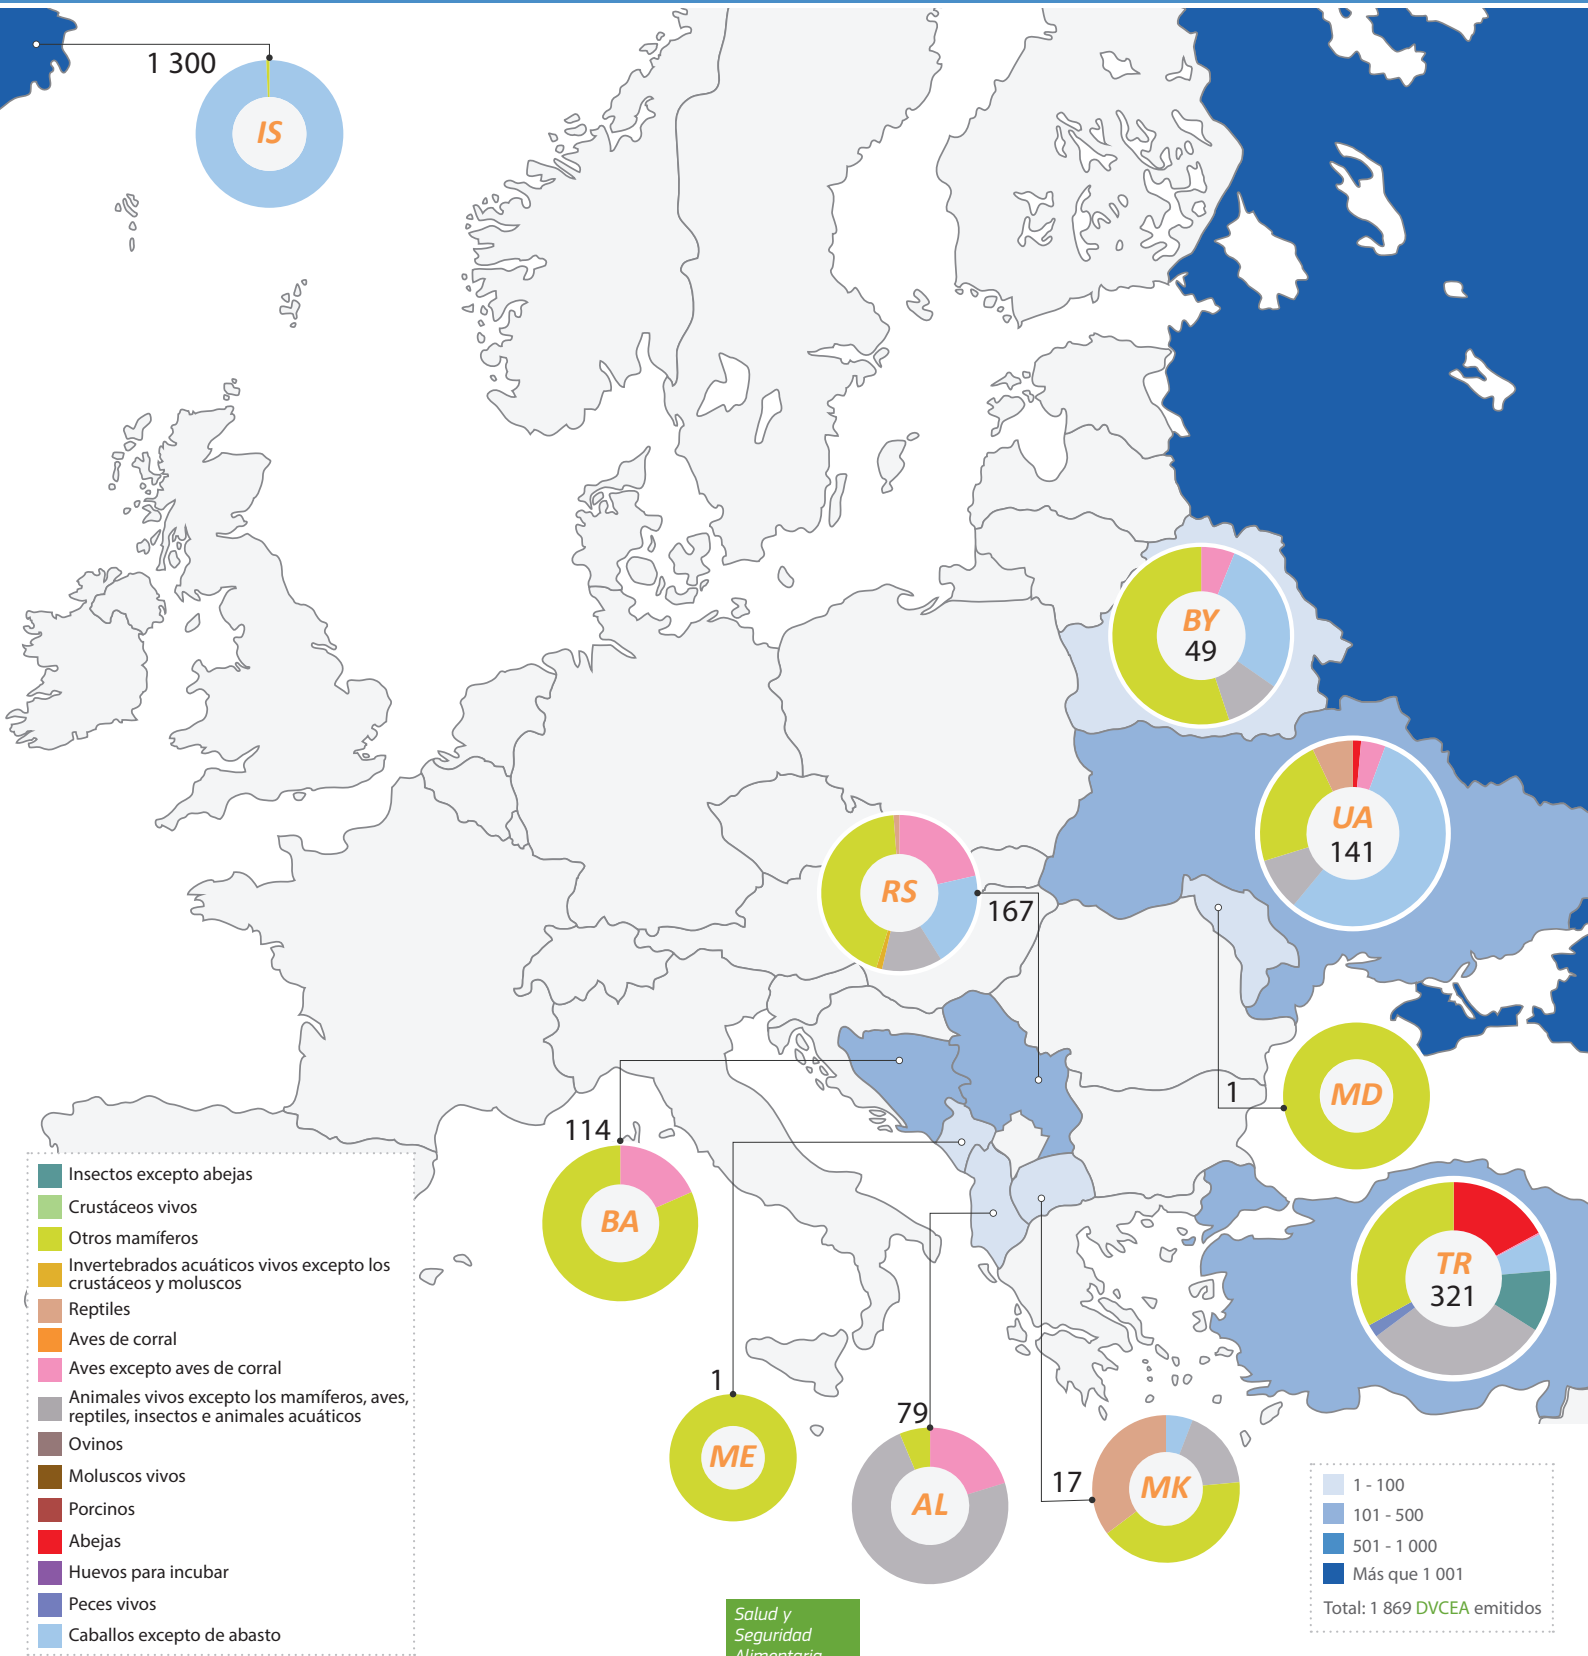 1 300
IS
BY
49
UA
141
RS
167
1
MD
114
BA
TR
321
1
ME
79
AL
17
MK
Insectos excepto abejas
Crustáceos vivos
Otros mamíferos
Invertebrados acuáticos vivos excepto los
crustáceos y moluscos
Reptiles
Aves de corral
Aves excepto aves de corral
Animales vivos excepto los mamíferos, aves,
reptiles, insectos e animales acuáticos
Ovinos
Moluscos vivos
Porcinos
Abejas
Huevos para incubar
Peces vivos
Caballos excepto de abasto
1 - 100
101 - 500
501 - 1 000
Más que 1 001
Total: 1 869 DVCEA emitidos
Salud y
Seguridad
Alimentaria